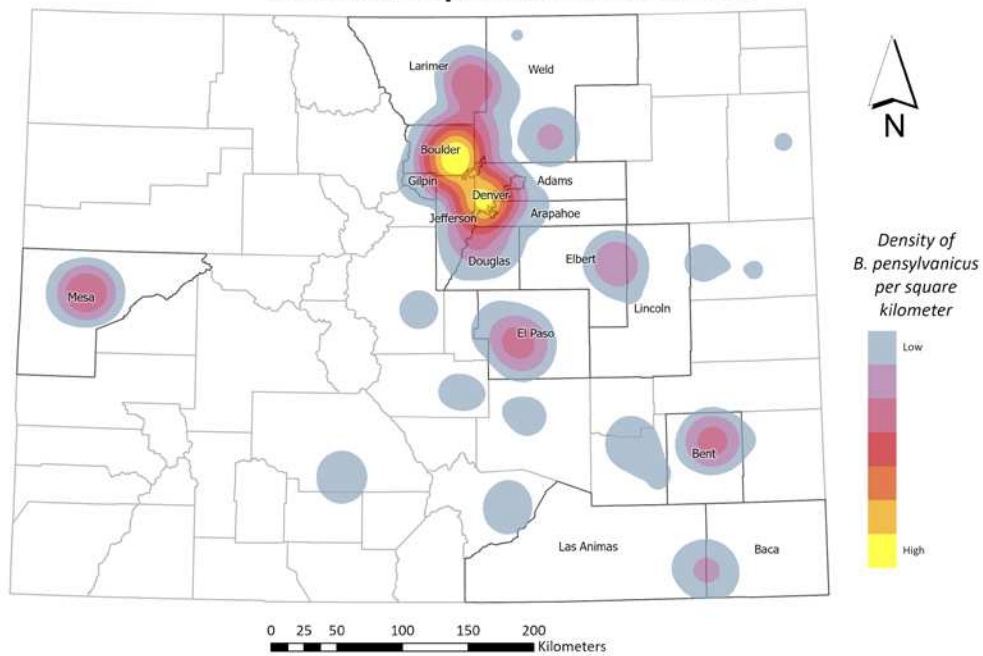 Larimer
Weld
Boulder
Gilpin
Adams
Denver
Arapahoe
Jefferson
Douglas
Elbert
Mesa
Lincoln
El Paso
Bent
Las Animas
Baca
N
Density of
B. pensylvanicus
per square
kilometer
Low
High
0 25 50 100 150 200
Kilometers